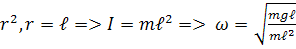 r², r = ℓ => I = mℓ² => ω = √(mgℓ/mℓ²)